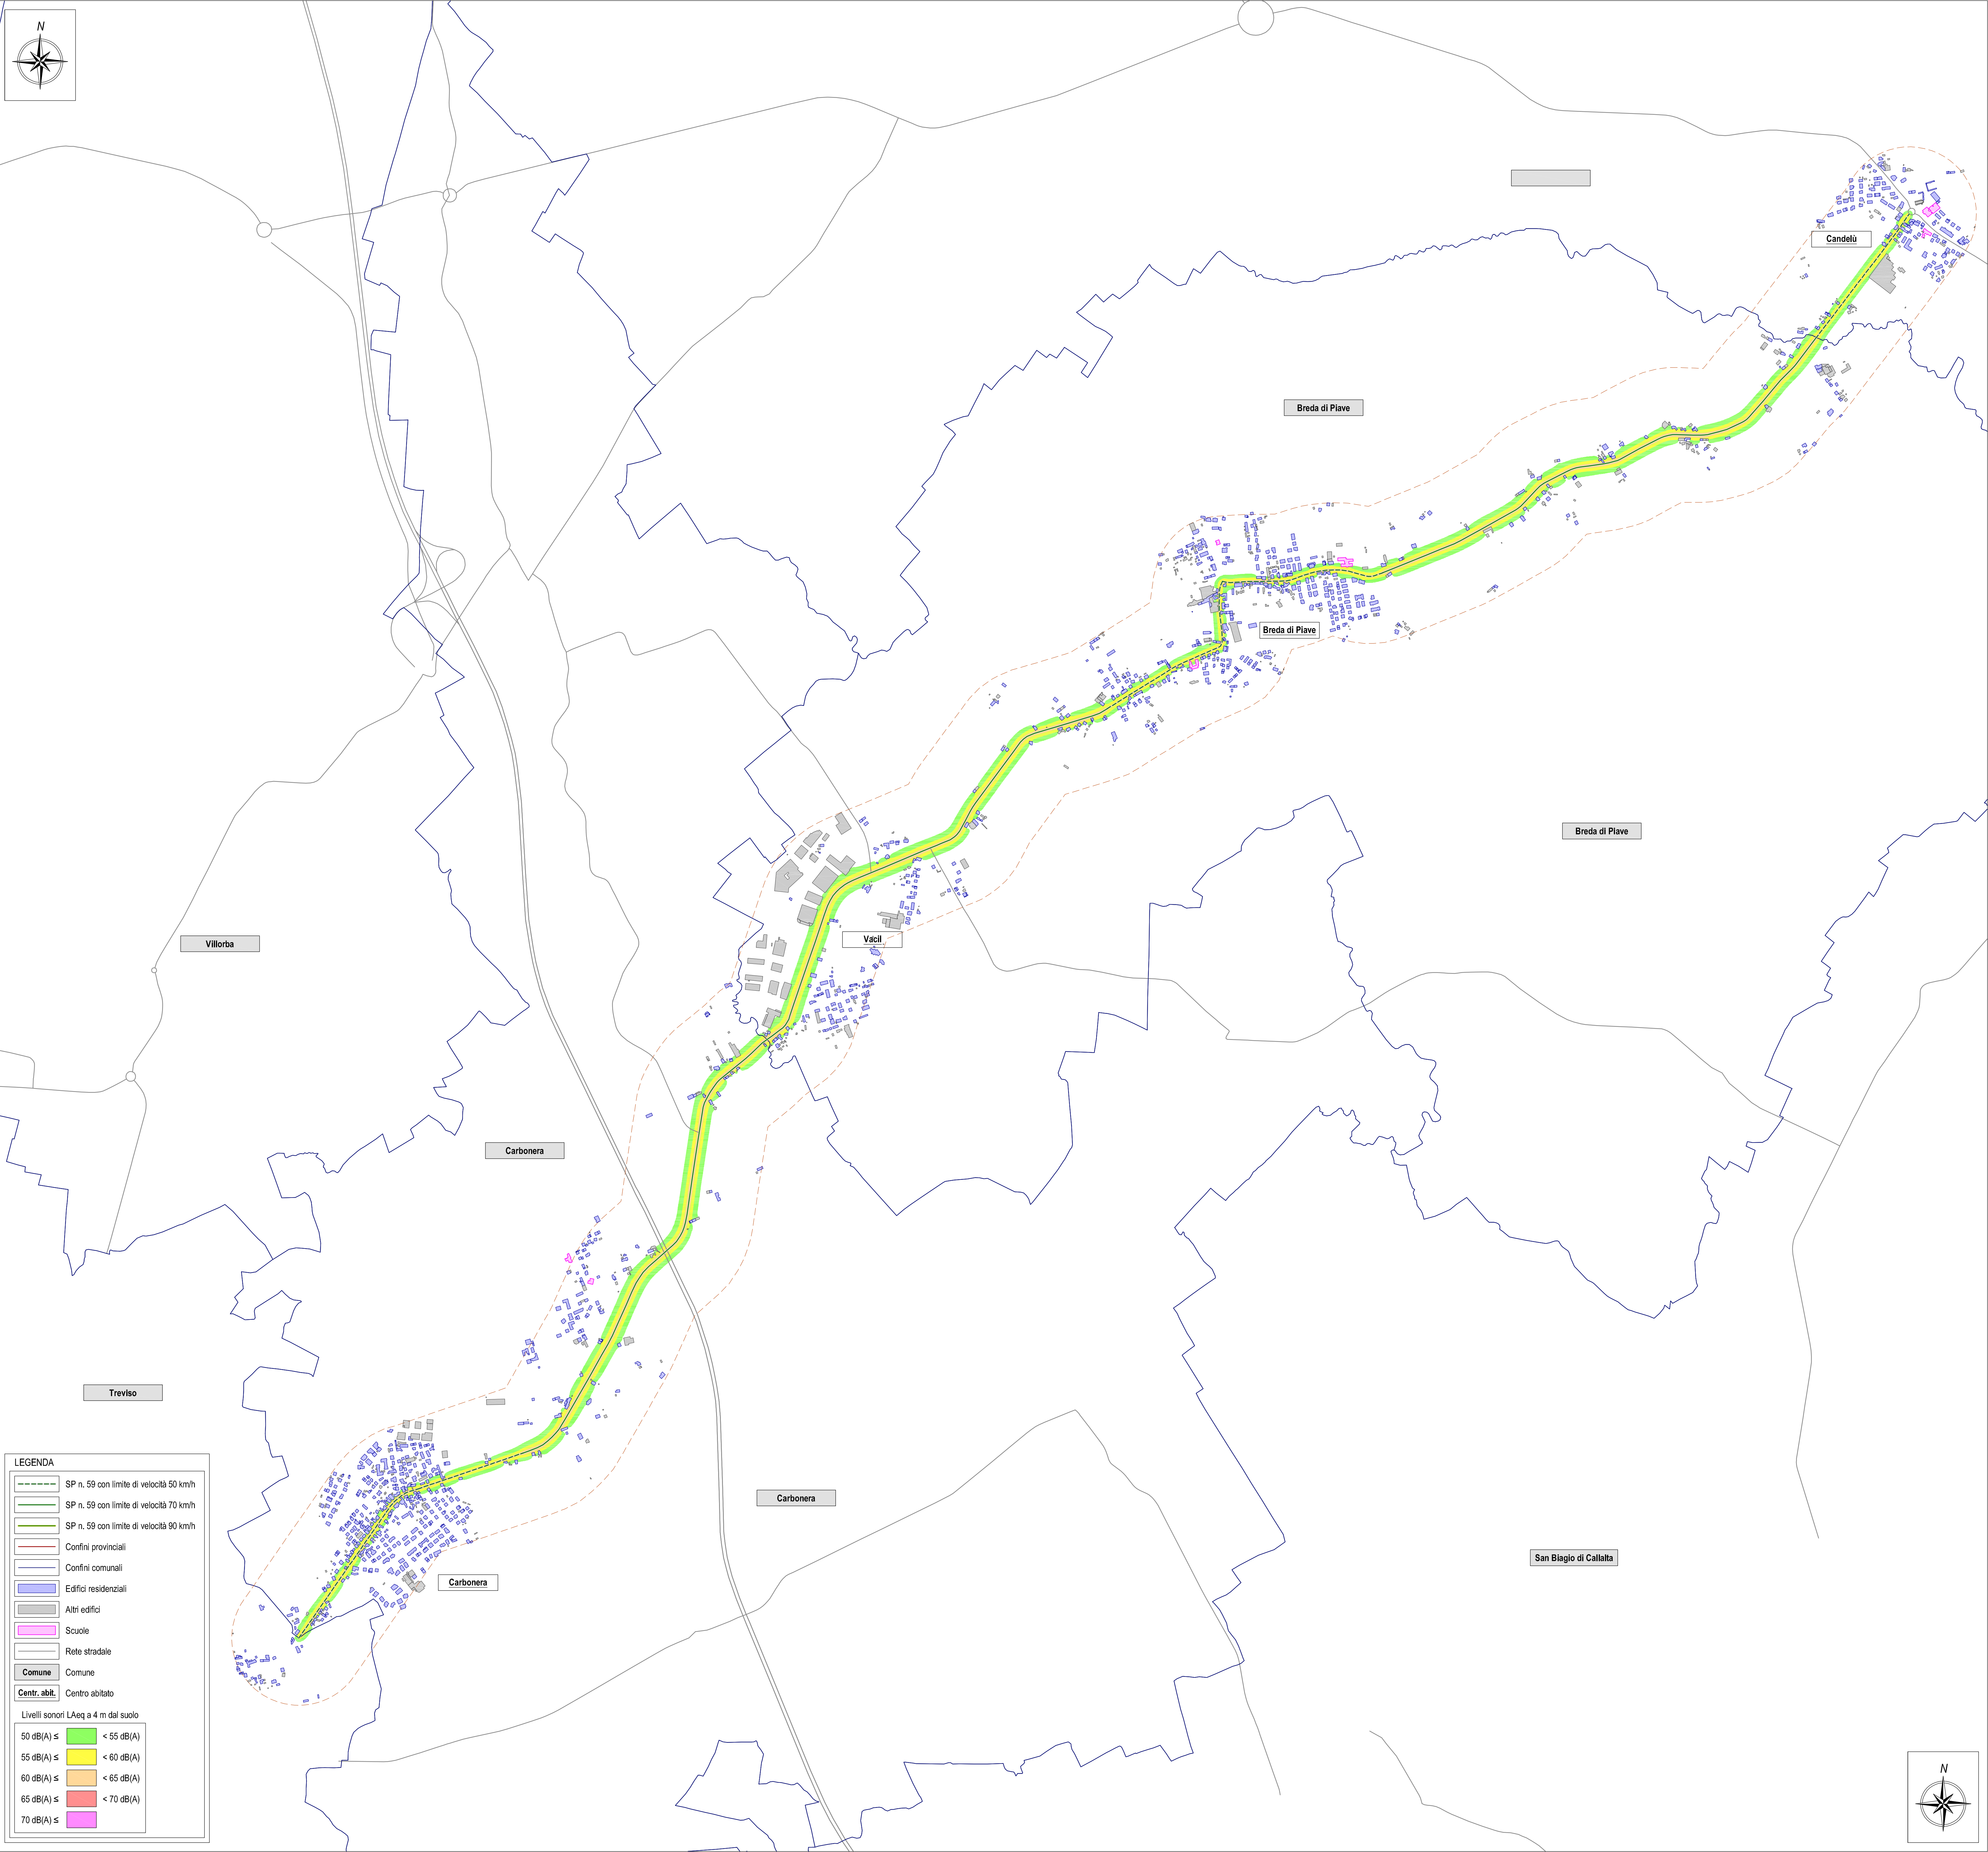 N
Candelù
Breda di Piave
Breda di Piave
Breda di Piave
Vacil
Villorba
Carbonera
Treviso
Carbonera
Carbonera
San Biagio di Callalta
LEGENDA
SP n. 59 con limite di velocità 50 km/h
SP n. 59 con limite di velocità 70 km/h
SP n. 59 con limite di velocità 90 km/h
Confini provinciali
Confini comunali
Edifici residenziali
Altri edifici
Scuole
Rete stradale
Comune Comune
Centr. abit. Centro abitato
Livelli sonori LAeq a 4 m dal suolo
50 dB(A) ≤ < 55 dB(A)
55 dB(A) ≤ < 60 dB(A)
60 dB(A) ≤ < 65 dB(A)
65 dB(A) ≤ < 70 dB(A)
70 dB(A) ≤
N